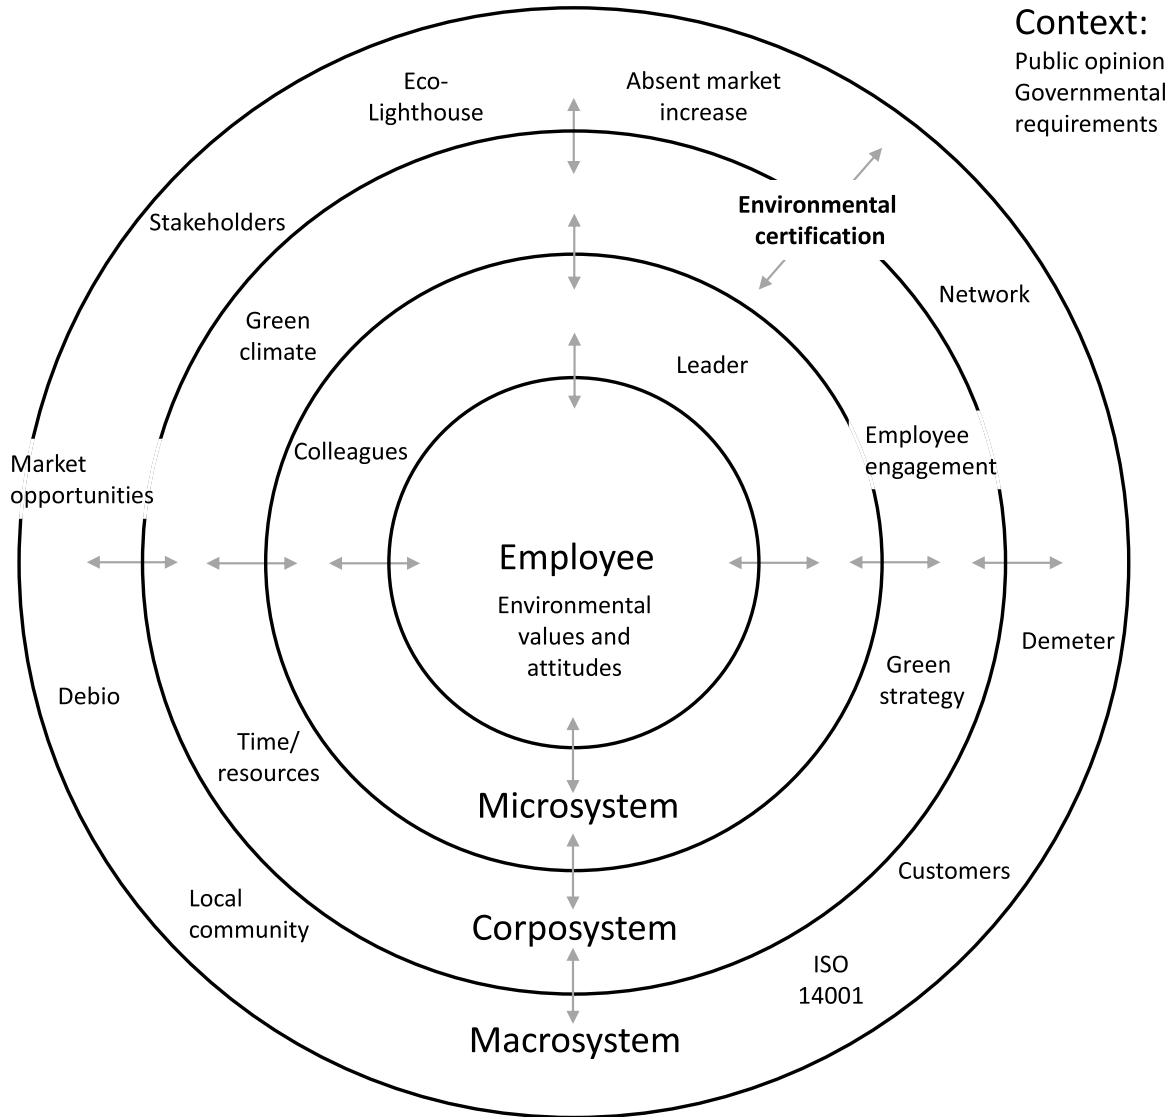 Context:
Public opinion
Governmental
requirements
Eco-
Lighthouse
Absent market
increase
Environmental
certification
Stakeholders
Network
Green
climate
Leader
Colleagues
Employee
engagement
Market
opportunities
Employee
Environmental
values and
attitudes
Demeter
Green
strategy
Debio
Time/
resources
Microsystem
Customers
Local
community
Corposystem
ISO
14001
Macrosystem